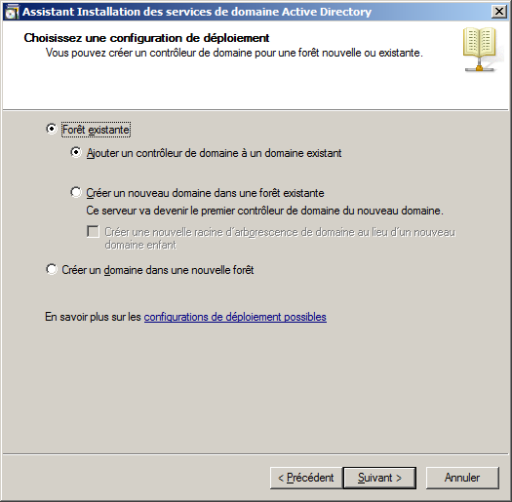 Assistant Installation des services de domaine Active Directory
Choisissez une configuration de déploiement
Vous pouvez créer un contrôleur de domaine pour une forêt nouvelle ou existante.
Forêt existante
Ajouter un contrôleur de domaine à un domaine existant
Créer un nouveau domaine dans une forêt existante
Ce serveur va devenir le premier contrôleur de domaine du nouveau domaine.
Créer une nouvelle racine d'arborescence de domaine au lieu d'un nouveau
domaine enfant
Créer un domaine dans une nouvelle forêt
En savoir plus sur les configurations de déploiement possibles
< Précédent
Suivant >
Annuler